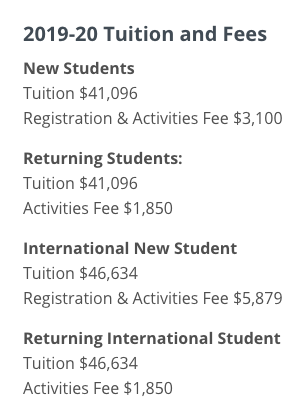 2019-20 Tuition and Fees
New Students
Tuition $41,096
Registration & Activities Fee $3,100
Returning Students:
Tuition $41,096
Activities Fee $1,850
International New Student
Tuition $46,634
Registration & Activities Fee $5,879
Returning International Student
Tuition $46,634
Activities Fee $1,850